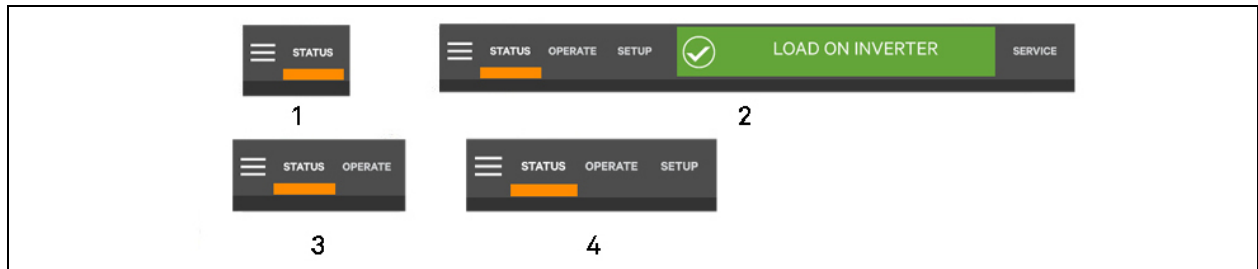 STATUS
STATUS OPERATE SETUP LOAD ON INVERTER SERVICE
1
2
STATUS OPERATE
STATUS OPERATE SETUP
3
4